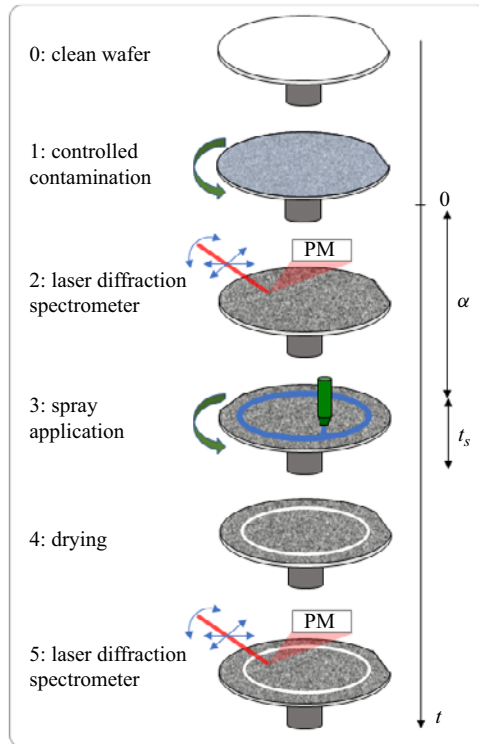 0: clean wafer
1: controlled
contamination
0
PM
2: laser diffraction
spectrometer
α
3: spray
application
t_s
4: drying
PM
5: laser diffraction
spectrometer
t